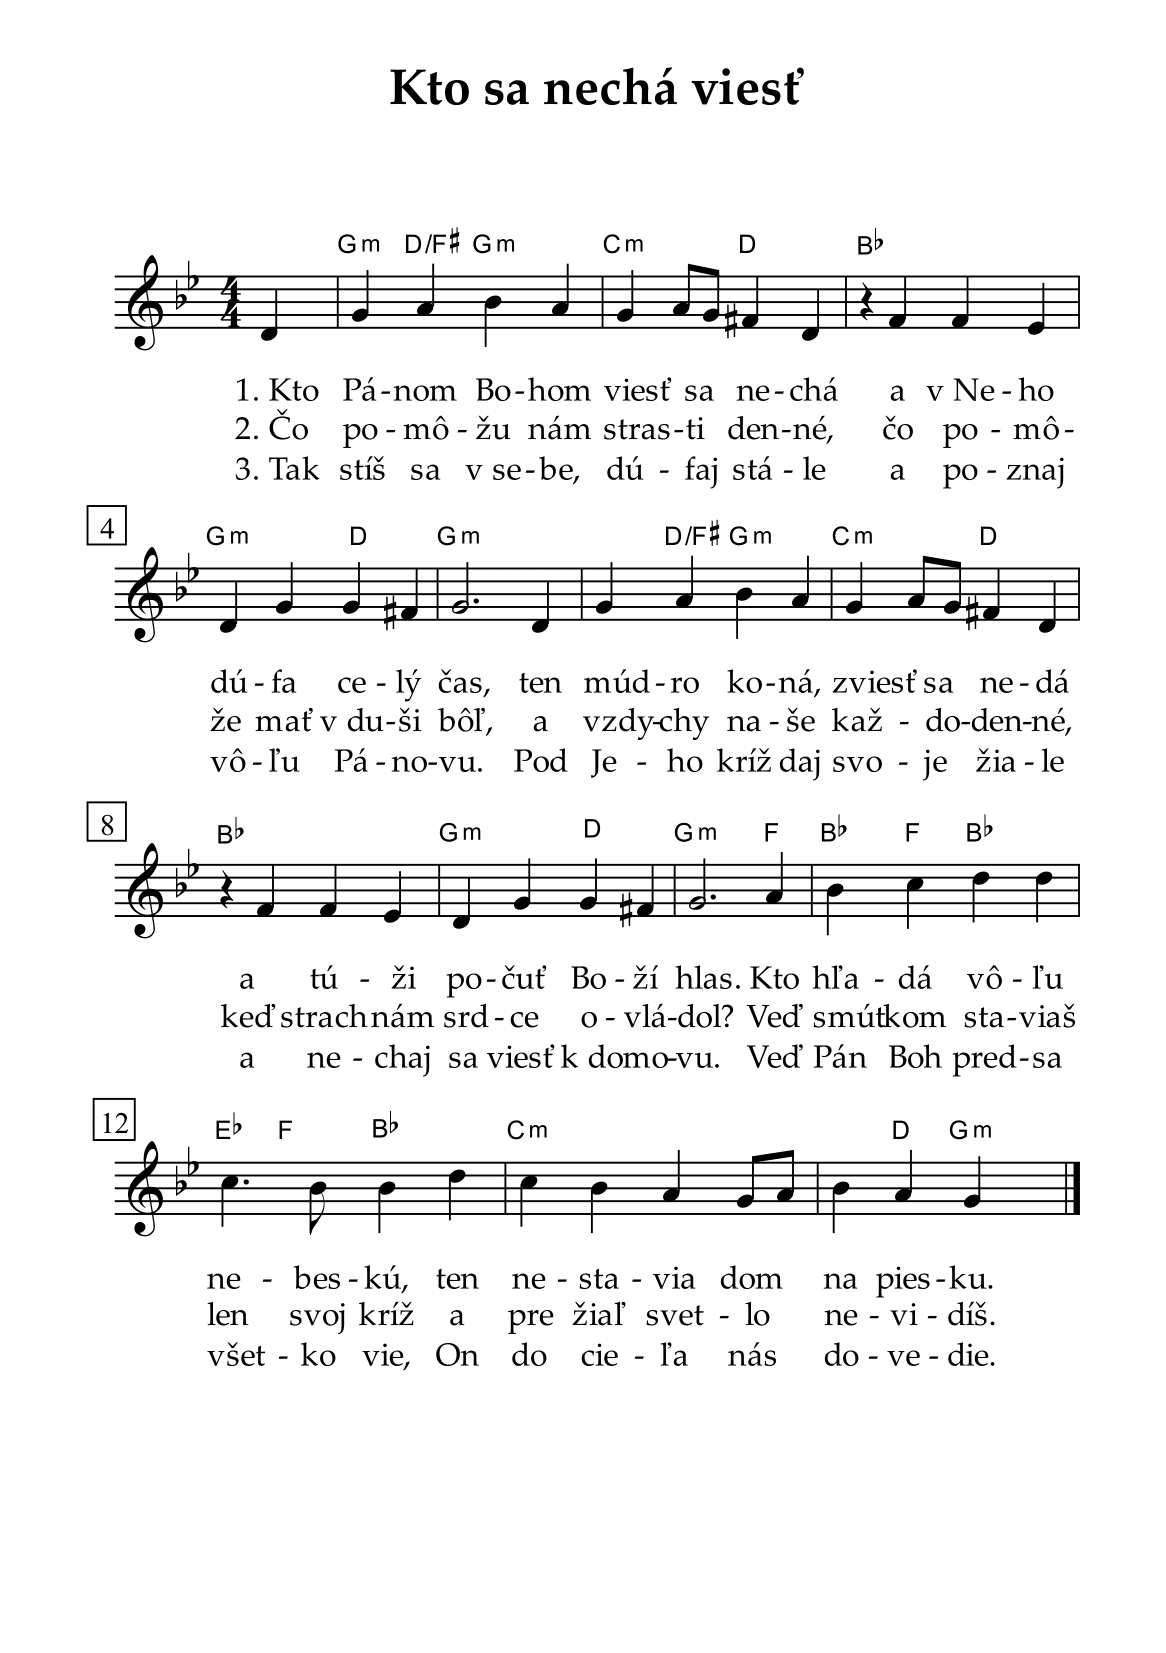 Kto sa nechá viesť
Gm D/F♯ Gm Cm D B♭
1. Kto Pá-nom Bo-hom viesť sa ne-chá a v Ne-ho
2. Čo po-mô-žu nám stras-ti den-né, čo po-mô-
3. Tak stíš sa v se-be, dú-faj stá-le a po-znaj
4 Gm D Gm D/F♯ Gm Cm D
dú-fa ce-lý čas, ten múd-ro ko-ná, zviesť sa ne-dá
že mať v du-ši bôľ, a vzdy-chy na-še kaž-do-den-né,
vô-ľu Pá-no-vu. Pod Je-ho kríž daj svo-je žia-le
8 B♭ Gm D Gm F B♭ F B♭
a tú-ži po-čuť Bo-ží hlas. Kto hľa-dá vô-ľu
keď strach nám srd-ce o-vlá-dol? Veď smútkom sta-viaš
a ne-chaj sa viesť k domo-vu. Veď Pán Boh pred-sa
12 E♭ F B♭ Cm D Gm
ne-bes-kú, ten ne-sta-via dom na pies-ku.
len svoj kríž a pre žiaľ svet-lo ne-vi-díš.
všet-ko vie, On do cie-ľa nás do-ve-die.